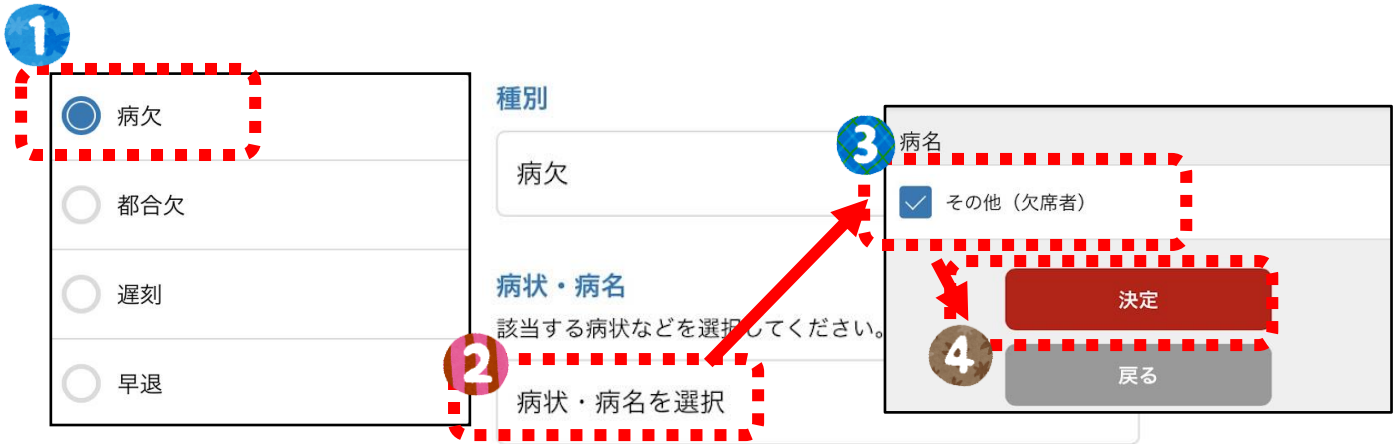 1
病欠
都合欠
遅刻
早退
種別
病欠
病状・病名
該当する病状などを選択してください。
2
病状・病名を選択
3
病名
その他（欠席者）
決定
4
戻る